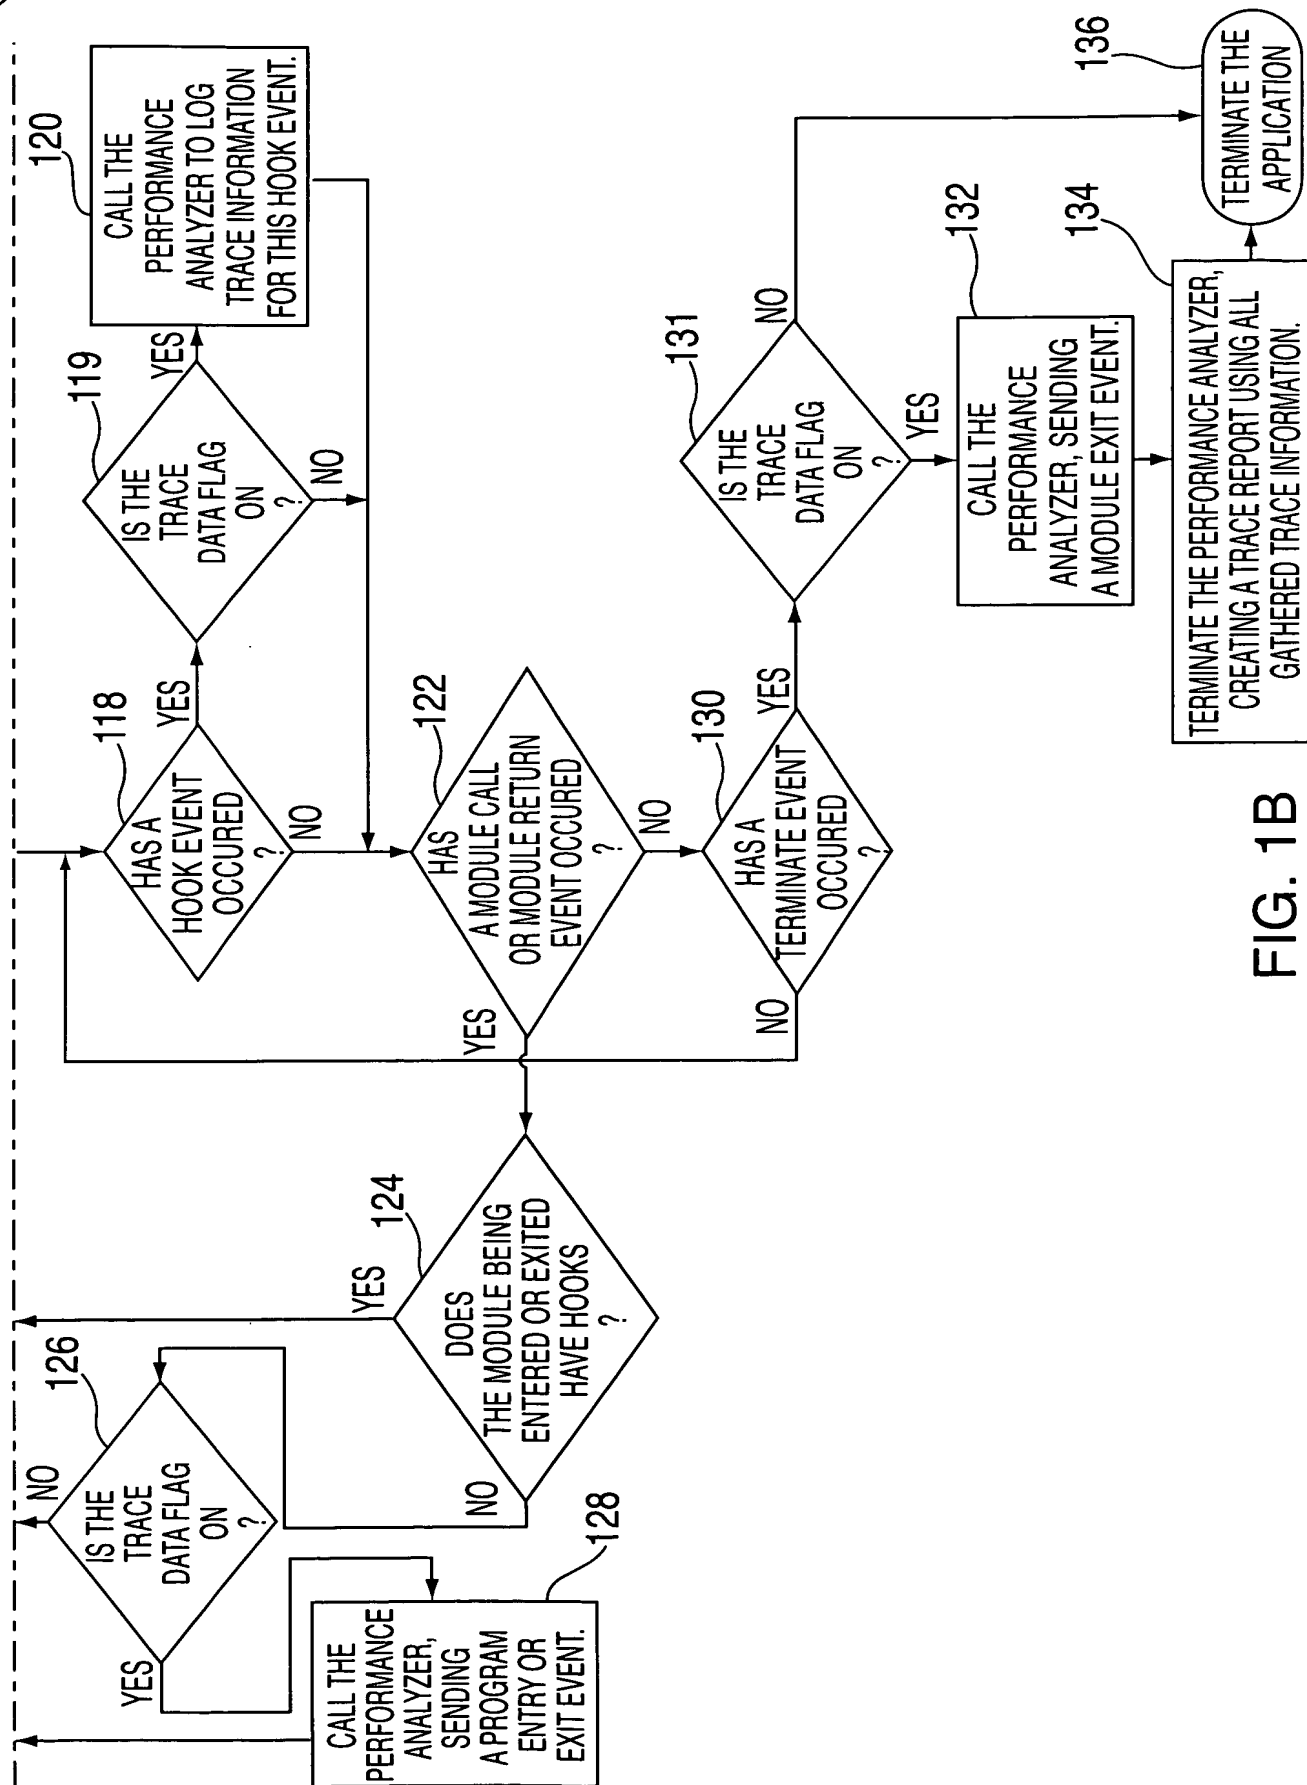 118
HAS A
HOOK EVENT
OCCURED
?
YES
NO
119
IS THE
TRACE
DATA FLAG
ON
?
YES
NO
120
CALL THE
PERFORMANCE
ANALYZER TO LOG
TRACE INFORMATION
FOR THIS HOOK EVENT.
122
HAS
A MODULE CALL
OR MODULE RETURN
EVENT OCCURED
?
YES
NO
124
DOES
THE MODULE BEING
ENTERED OR EXITED
HAVE HOOKS
?
YES
NO
126
IS THE
TRACE
DATA FLAG
ON
?
NO
YES
128
CALL THE
PERFORMANCE
ANALYZER,
SENDING
A PROGRAM
ENTRY OR
EXIT EVENT.
130
HAS A
TERMINATE EVENT
OCCURED
?
NO
YES
131
IS THE
TRACE
DATA FLAG
ON
?
NO
YES
132
CALL THE
PERFORMANCE
ANALYZER, SENDING
A MODULE EXIT EVENT.
134
TERMINATE THE PERFORMANCE ANALYZER,
CREATING A TRACE REPORT USING ALL
GATHERED TRACE INFORMATION.
136
TERMINATE THE
APPLICATION
FIG. 1B